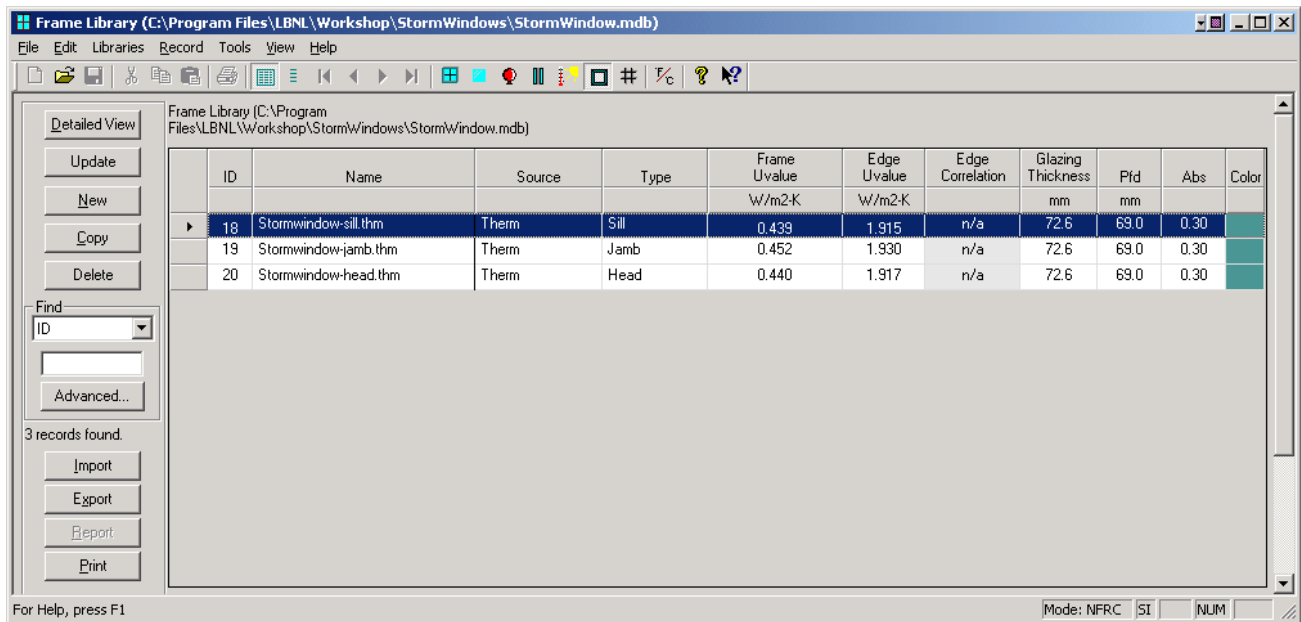 Frame Library (C:\Program Files\LBNL\Workshop\StormWindows\StormWindow.mdb)
File Edit Libraries Record Tools View Help
F/C
Detailed View
Update
New
Copy
Delete
Find
ID
Advanced...
3 records found.
Import
Export
Report
Print
Frame Library (C:\Program
Files\LBNL\Workshop\StormWindows\StormWindow.mdb)
ID Name Source Type Frame Uvalue Edge Uvalue Edge Correlation Glazing Thickness Pfd Abs Color
W/m2-K W/m2-K mm mm
18 Stormwindow-sill.thm Therm Sill 0.439 1.915 n/a 72.6 69.0 0.30
19 Stormwindow-jamb.thm Therm Jamb 0.452 1.930 n/a 72.6 69.0 0.30
20 Stormwindow-head.thm Therm Head 0.440 1.917 n/a 72.6 69.0 0.30
For Help, press F1 Mode: NFRC SI NUM